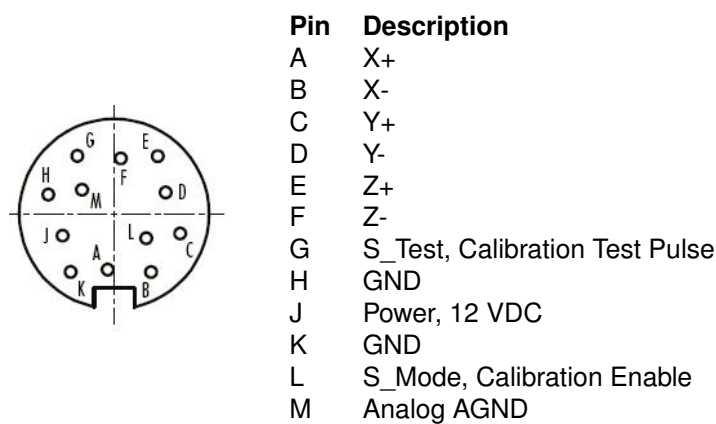 Pin Description
A X+
B X-
C Y+
D Y-
E Z+
F Z-
G S_Test, Calibration Test Pulse
H GND
J Power, 12 VDC
K GND
L S_Mode, Calibration Enable
M Analog AGND
G E
F
H M D
J L C
A
K B